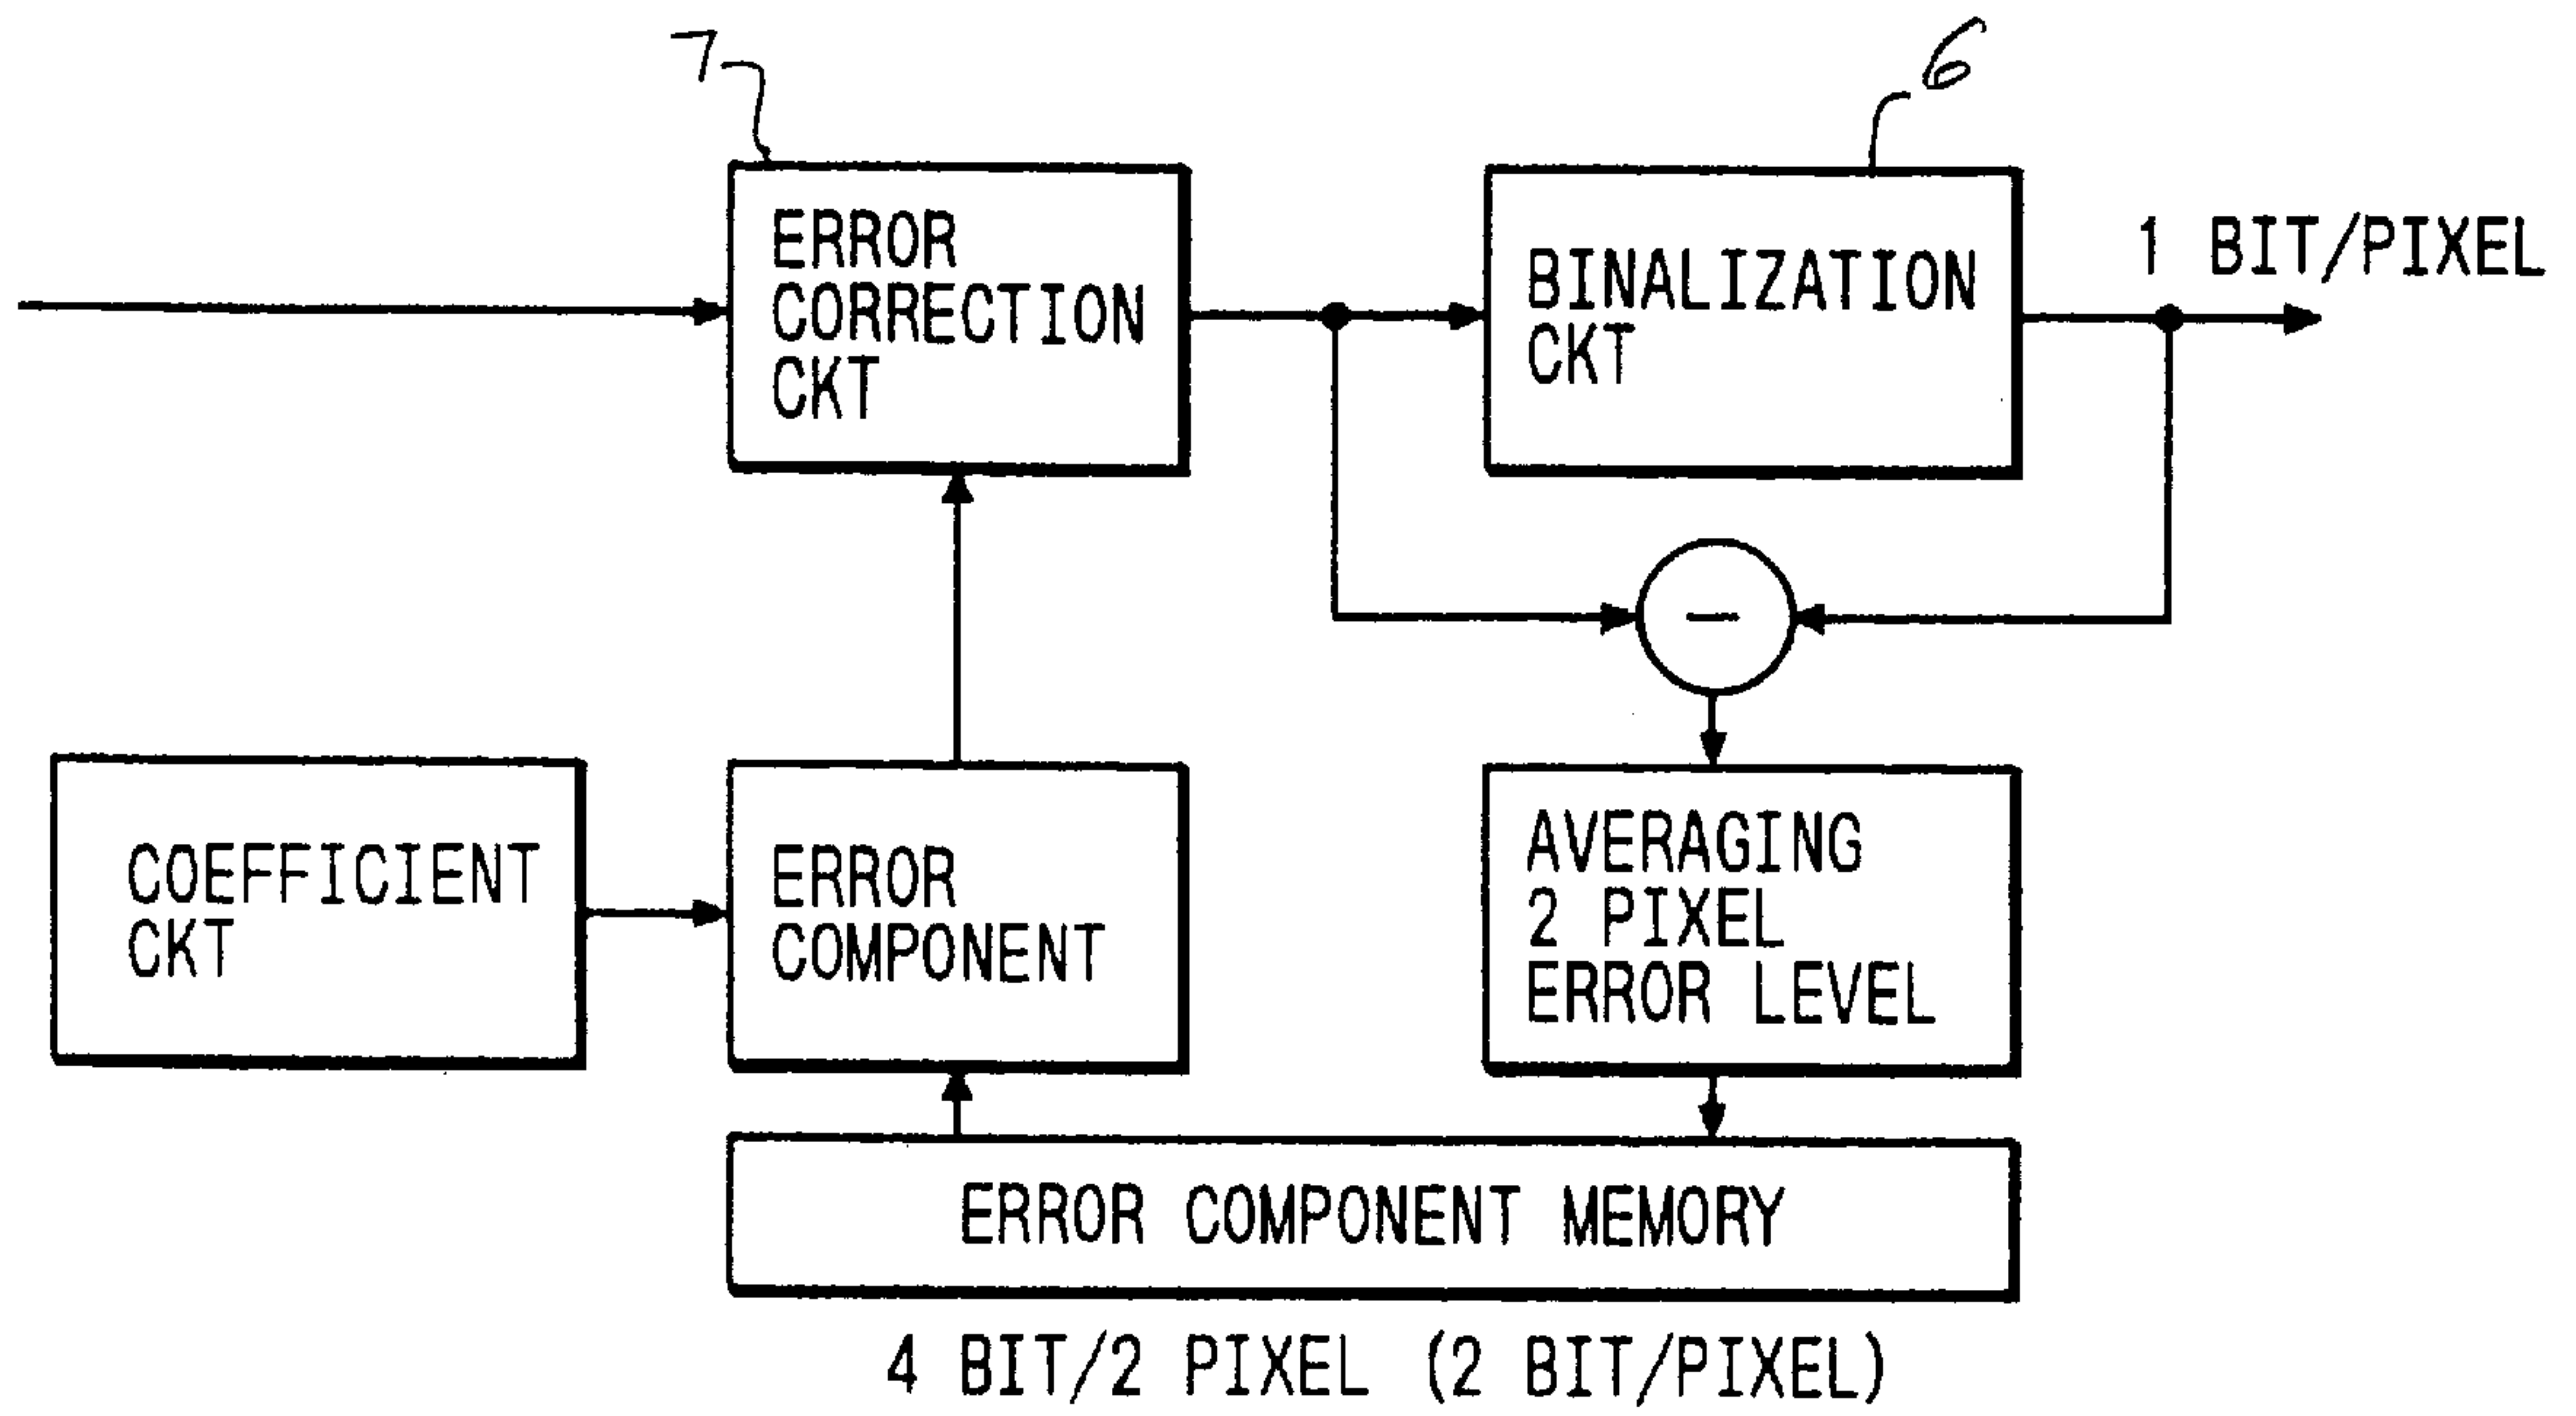 7
6
ERROR
CORRECTION
CKT
BINALIZATION
CKT
1 BIT/PIXEL
−
COEFFICIENT
CKT
ERROR
COMPONENT
AVERAGING
2 PIXEL
ERROR LEVEL
ERROR COMPONENT MEMORY
4 BIT/2 PIXEL (2 BIT/PIXEL)